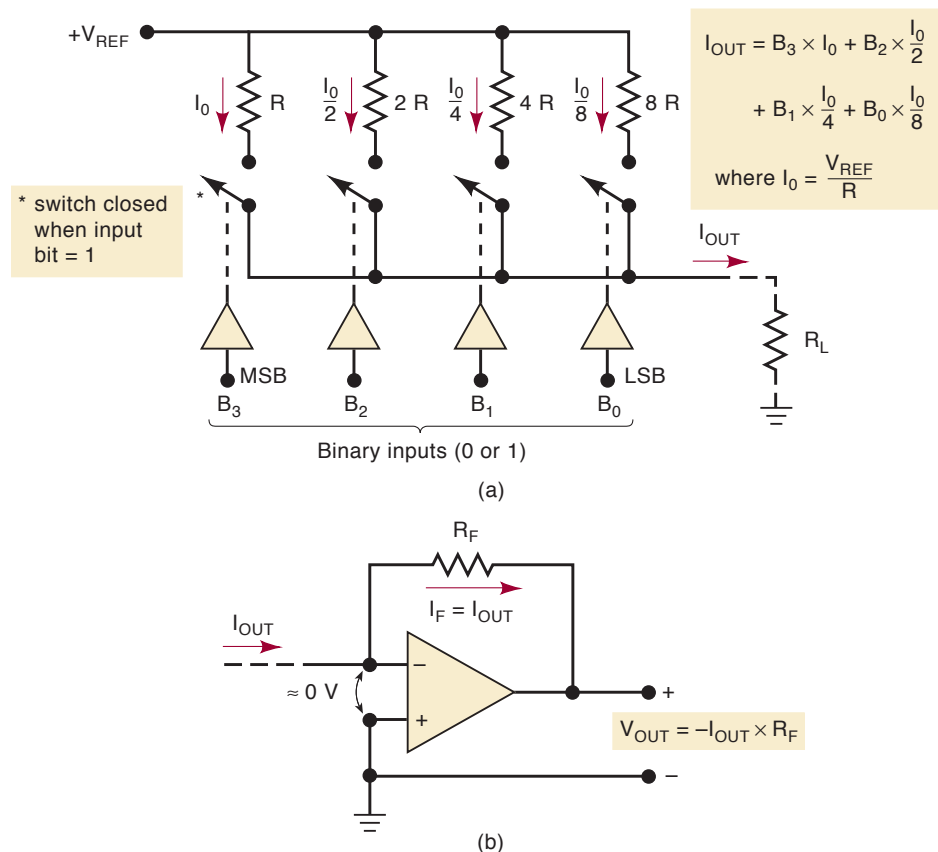 +V_REF
I_0 R
I_0/2 2 R
I_0/4 4 R
I_0/8 8 R
I_OUT = B_3 × I_0 + B_2 × I_0/2
+ B_1 × I_0/4 + B_0 × I_0/8
where I_0 = V_REF/R
* switch closed
when input
bit = 1
*
I_OUT
R_L
MSB
LSB
B_3 B_2 B_1 B_0
Binary inputs (0 or 1)
(a)
R_F
I_F = I_OUT
I_OUT
≈ 0 V
−
+
+
V_OUT = –I_OUT × R_F
−
(b)